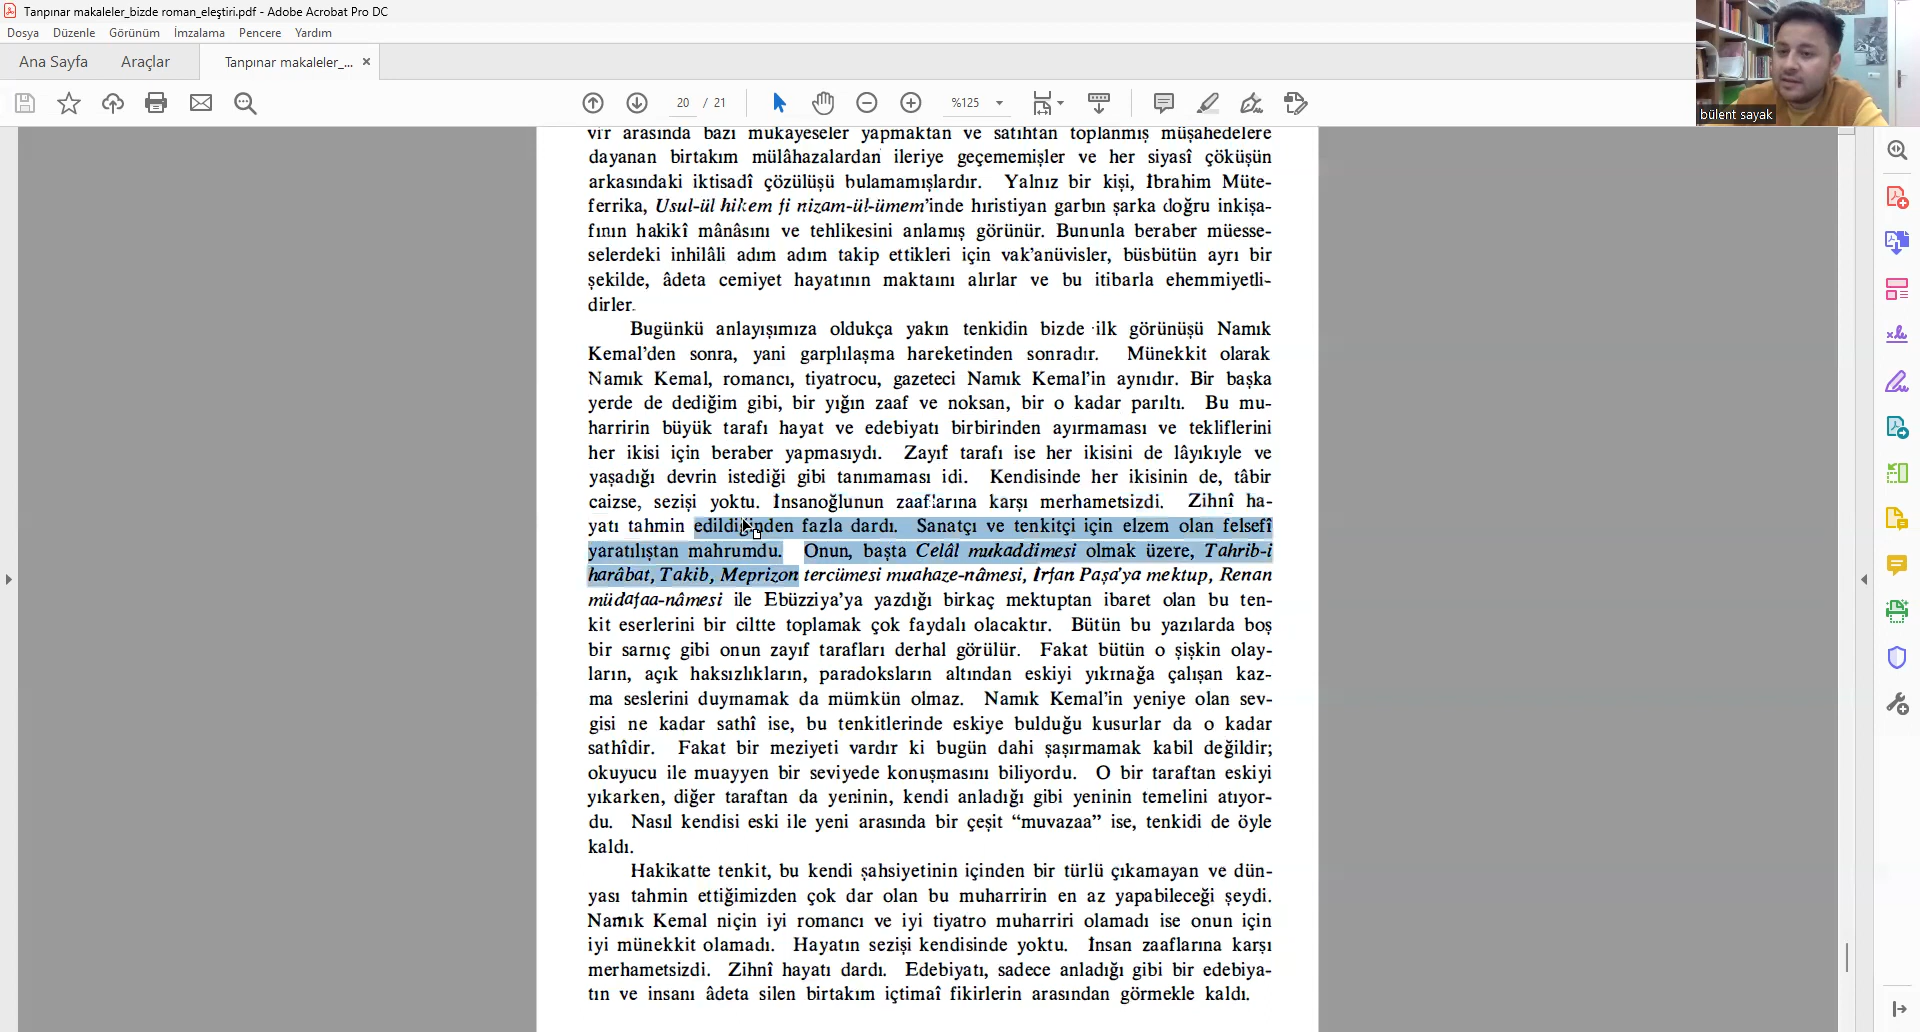 Tanpınar makaleler_bizde roman_eleştiri.pdf - Adobe Acrobat Pro DC
Dosya Düzenle Görünüm İmzalama Pencere Yardım
Ana Sayfa Araçlar Tanpınar makaleler_... ×
20 / 21 %125
bülent sayak
vir arasında bazı mukayeseler yapmaktan ve satıhtan toplanmış müşahedelere
dayanan birtakım mülâhazalardan ileriye geçememişler ve her siyasî çöküşün
arkasındaki iktisadî çözülüşü bulamamışlardır. Yalnız bir kişi, İbrahim Müte-
ferrika, Usul-ül hikem fi nizam-ül-ümem'inde hıristiyan garbın şarka doğru inkişa-
fının hakikî mânâsını ve tehlikesini anlamış görünür. Bununla beraber müesse-
selerdeki inhilâli adım adım takip ettikleri için vak'anüvisler, büsbütün ayrı bir
şekilde, âdeta cemiyet hayatının maktaını alırlar ve bu itibarla ehemmiyetli-
dirler.
Bugünkü anlayışımıza oldukça yakın tenkidin bizde ilk görünüşü Namık
Kemal'den sonra, yani garplılaşma hareketinden sonradır. Münekkit olarak
Namık Kemal, romancı, tiyatrocu, gazeteci Namık Kemal'in aynıdır. Bir başka
yerde de dediğim gibi, bir yığın zaaf ve noksan, bir o kadar parıltı. Bu mu-
harririn büyük tarafı hayat ve edebiyatı birbirinden ayırmaması ve tekliflerini
her ikisi için beraber yapmasıydı. Zayıf tarafı ise her ikisini de lâyıkıyle ve
yaşadığı devrin istediği gibi tanımaması idi. Kendisinde her ikisinin de, tâbir
caizse, sezişi yoktu. İnsanoğlunun zaaflarına karşı merhametsizdi. Zihnî ha-
yatı tahmin edildiğinden fazla dardı. Sanatçı ve tenkitçi için elzem olan felsefî
yaratılıştan mahrumdu. Onun, başta Celâl mukaddimesi olmak üzere, Tahrib-i
harâbat, Takib, Meprizon tercümesi muahaze-nâmesi, İrfan Paşa'ya mektup, Renan
müdafaa-nâmesi ile Ebüzziya'ya yazdığı birkaç mektuptan ibaret olan bu ten-
kit eserlerini bir ciltte toplamak çok faydalı olacaktır. Bütün bu yazılarda boş
bir sarnıç gibi onun zayıf tarafları derhal görülür. Fakat bütün o şişkin olay-
ların, açık haksızlıkların, paradoksların altından eskiyi yıkmağa çalışan kaz-
ma seslerini duymamak da mümkün olmaz. Namık Kemal'in yeniye olan sev-
gisi ne kadar sathî ise, bu tenkitlerinde eskiye bulduğu kusurlar da o kadar
sathîdir. Fakat bir meziyeti vardır ki bugün dahi şaşırmamak kabil değildir;
okuyucu ile muayyen bir seviyede konuşmasını biliyordu. O bir taraftan eskiyi
yıkarken, diğer taraftan da yeninin, kendi anladığı gibi yeninin temelini atıyor-
du. Nasıl kendisi eski ile yeni arasında bir çeşit “muvazaa” ise, tenkidi de öyle
kaldı.
Hakikatte tenkit, bu kendi şahsiyetinin içinden bir türlü çıkamayan ve dün-
yası tahmin ettiğimizden çok dar olan bu muharririn en az yapabileceği şeydi.
Namık Kemal niçin iyi romancı ve iyi tiyatro muharriri olamadı ise onun için
iyi münekkit olamadı. Hayatın sezişi kendisinde yoktu. İnsan zaaflarına karşı
merhametsizdi. Zihnî hayatı dardı. Edebiyatı, sadece anladığı gibi bir edebiya-
tın ve insanı âdeta silen birtakım içtimaî fikirlerin arasından görmekle kaldı.